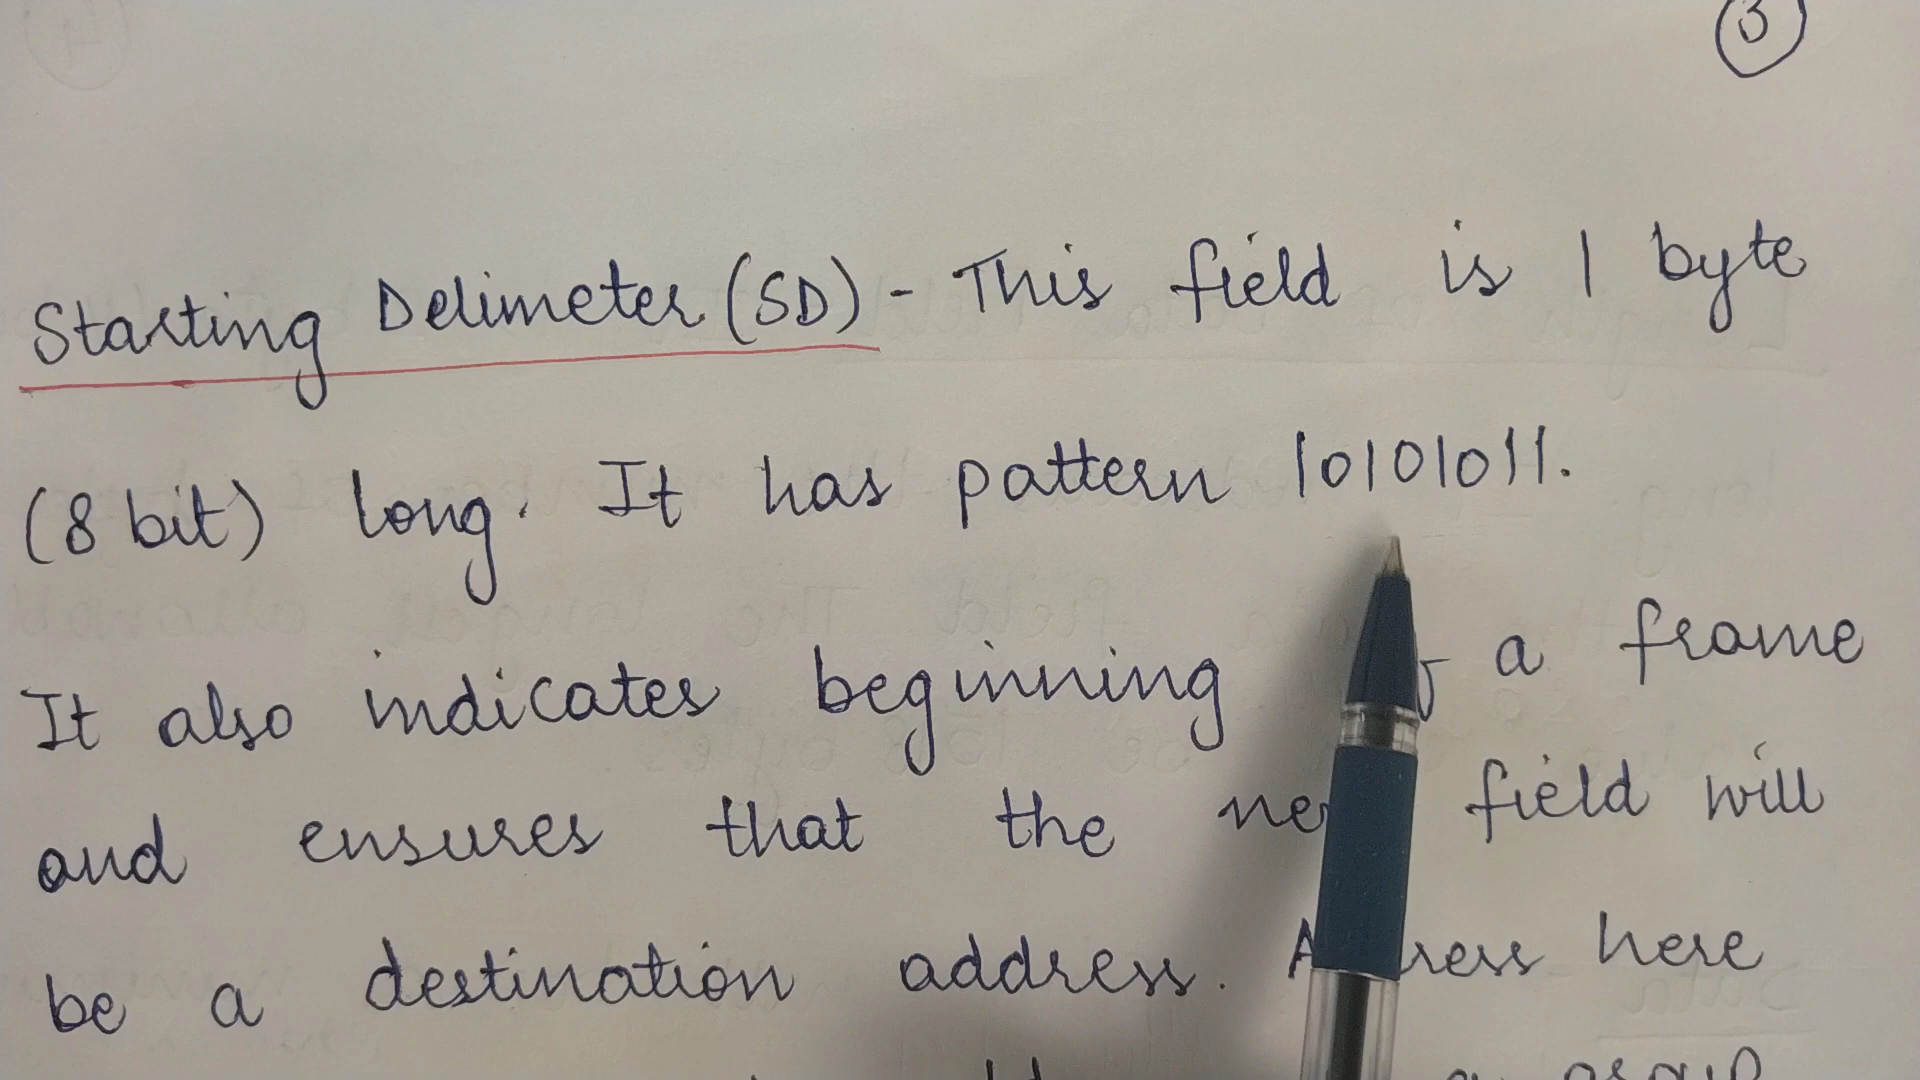 3
Starting Delimeter (SD) - This field is 1 byte
(8 bit) long. It has pattern 10101011.
It also indicates beginning a frame
and ensures that the field will
be a destination address. here